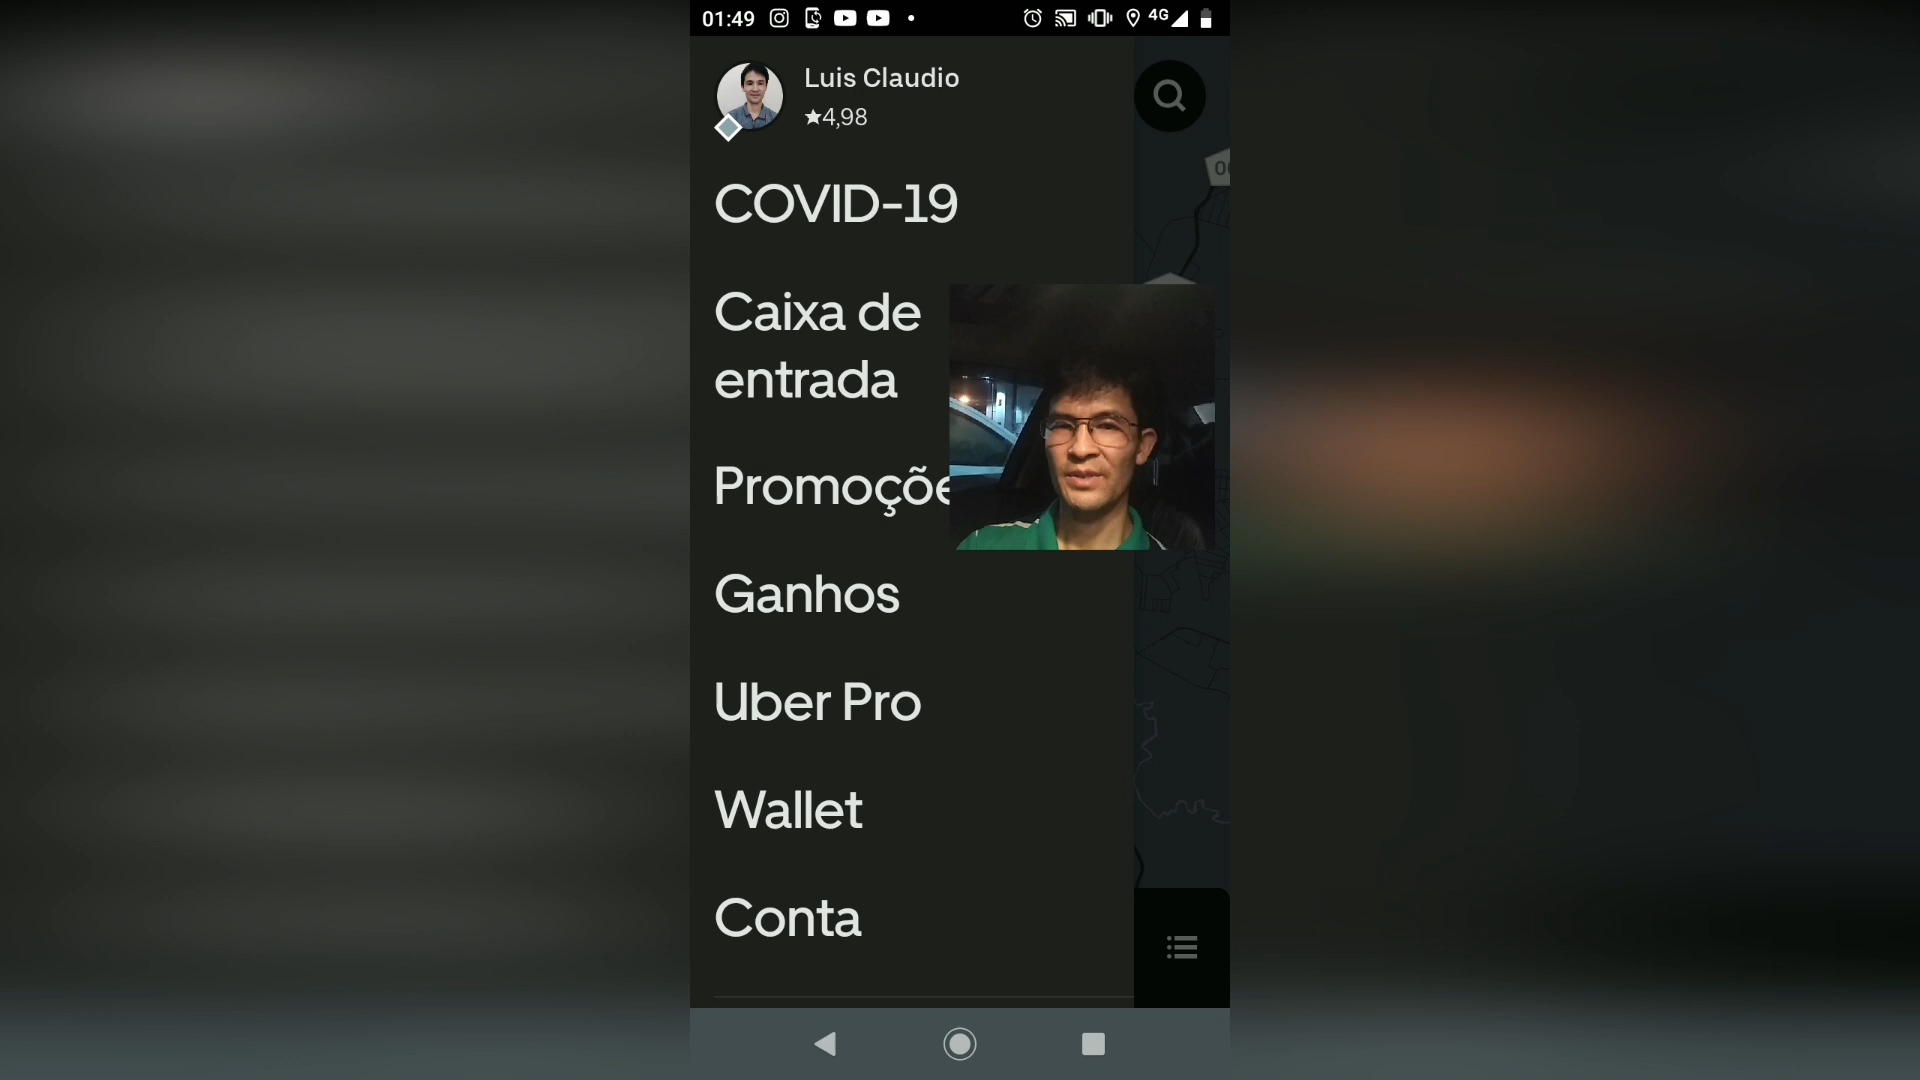 01:49
4G
Luis Claudio
★4,98
COVID-19
Caixa de
entrada
Promoçõe
Ganhos
Uber Pro
Wallet
Conta